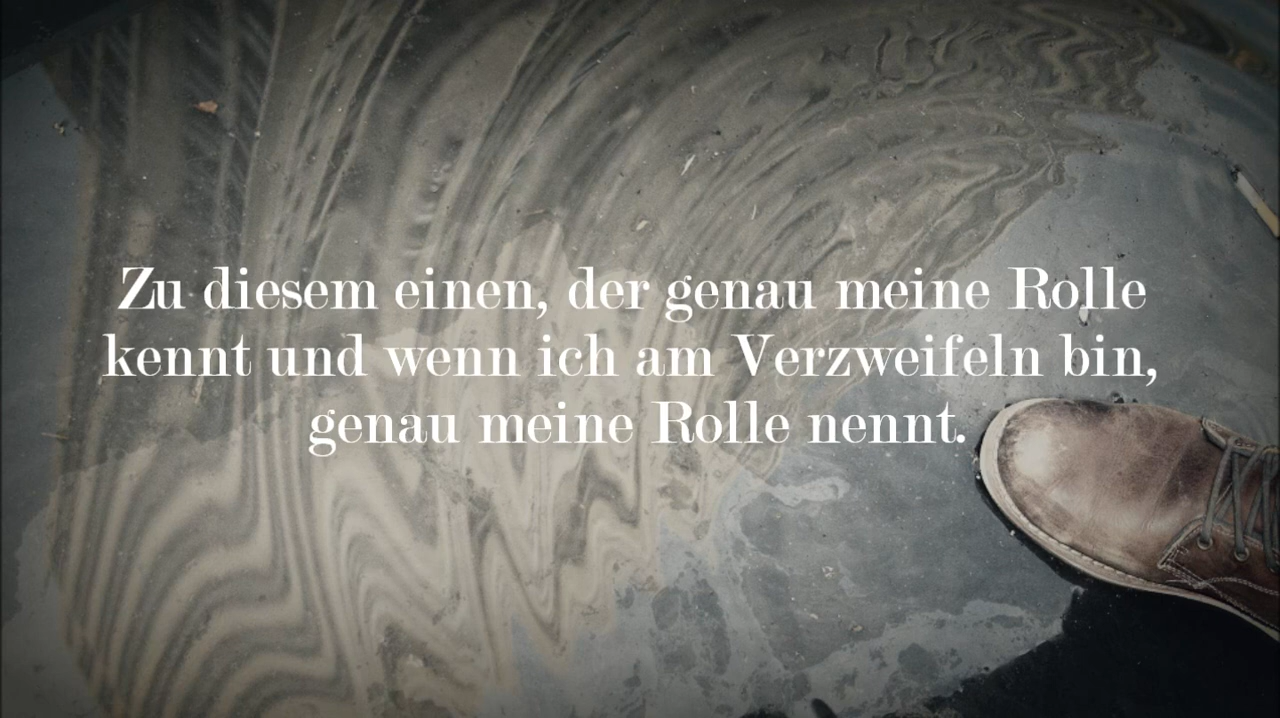 Zu diesem einen, der genau meine Rolle
kennt und wenn ich am Verzweifeln bin,
genau meine Rolle nennt.